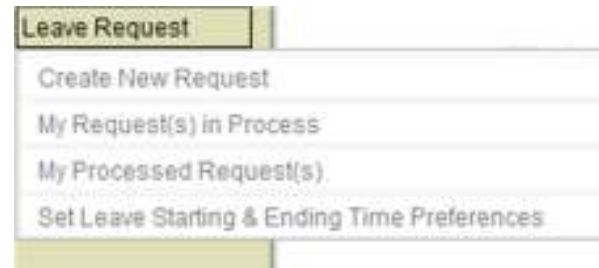 Leave Request
Create New Request
My Request(s) in Process
My Processed Request(s)
Set Leave Starting & Ending Time Preferences